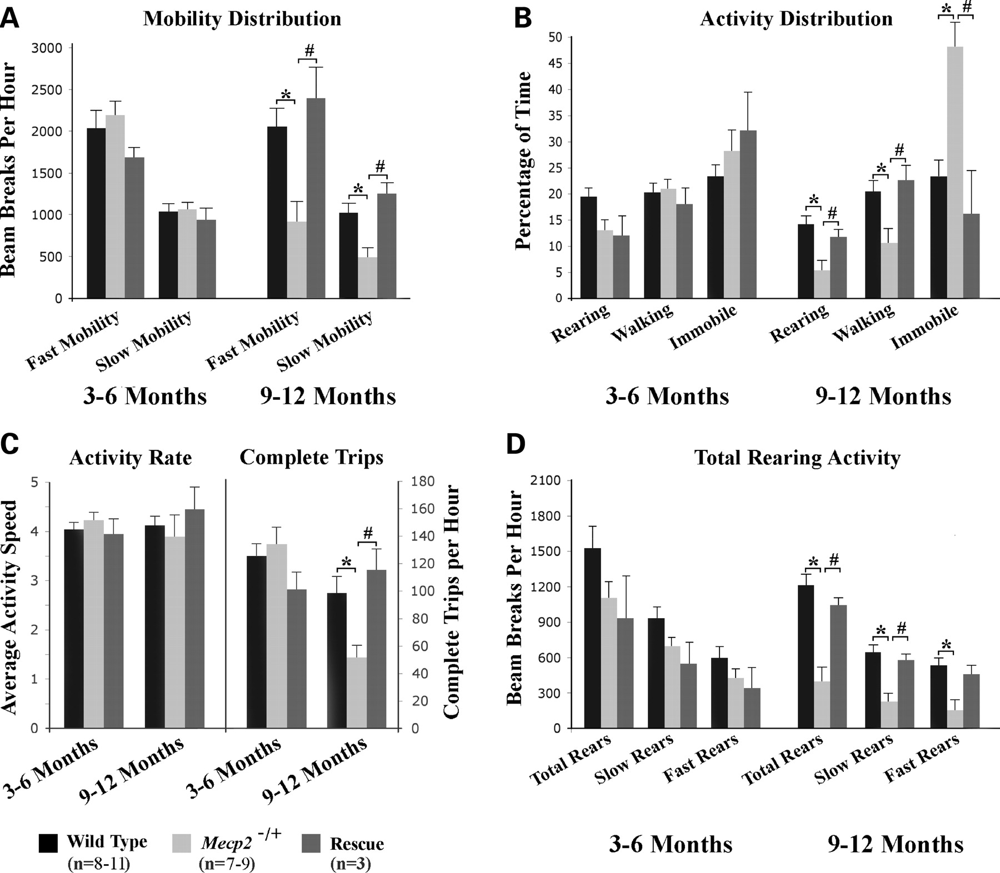 A
Mobility Distribution
Beam Breaks Per Hour
3000
2500
2000
1500
1000
500
0
*
#
*
#
Fast Mobility
Slow Mobility
Fast Mobility
Slow Mobility
3-6 Months
9-12 Months
B
Activity Distribution
Percentage of Time
50
45
40
35
30
25
20
15
10
5
0
*
#
*
#
*
#
Rearing
Walking
Immobile
Rearing
Walking
Immobile
3-6 Months
9-12 Months
C
Activity Rate
Complete Trips
Average Activity Speed
5
4
3
2
1
0
*
#
180
160
140
120
100
80
60
40
20
0
Complete Trips per Hour
3-6 Months
9-12 Months
3-6 Months
9-12 Months
D
Total Rearing Activity
Beam Breaks Per Hour
2100
1800
1500
1200
900
600
300
0
*
#
*
#
*
Total Rears
Slow Rears
Fast Rears
Total Rears
Slow Rears
Fast Rears
3-6 Months
9-12 Months
Wild Type
(n=8-11)
Mecp2 -/+
(n=7-9)
Rescue
(n=3)